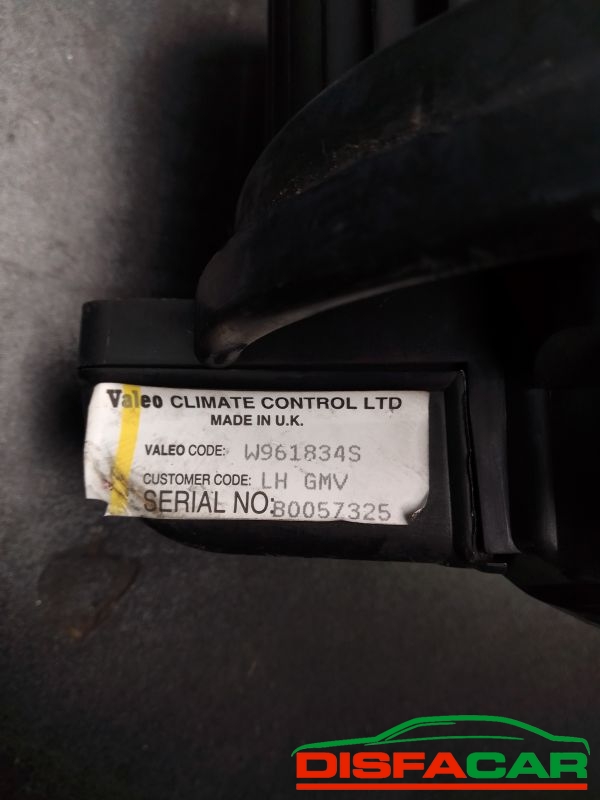 Valeo CLIMATE CONTROL LTD
MADE IN U.K.
VALEO CODE: W961834S
CUSTOMER CODE: LH GMV
SERIAL NO: B0057325
DISFACAR